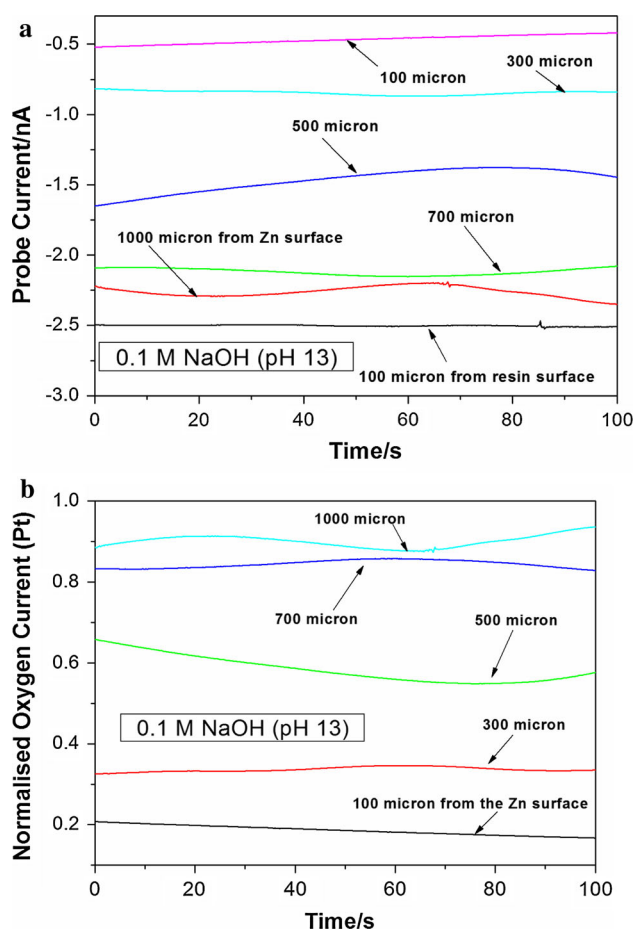 a
-0.5
-1.0
-1.5
-2.0
-2.5
-3.0
Probe Current/nA
100 micron
300 micron
500 micron
700 micron
1000 micron from Zn surface
0.1 M NaOH (pH 13)
100 micron from resin surface
0 20 40 60 80 100
Time/s
b
1.0
0.8
0.6
0.4
0.2
Normalised Oxygen Current (Pt)
1000 micron
700 micron
500 micron
0.1 M NaOH (pH 13)
300 micron
100 micron from the Zn surface
0 20 40 60 80 100
Time/s